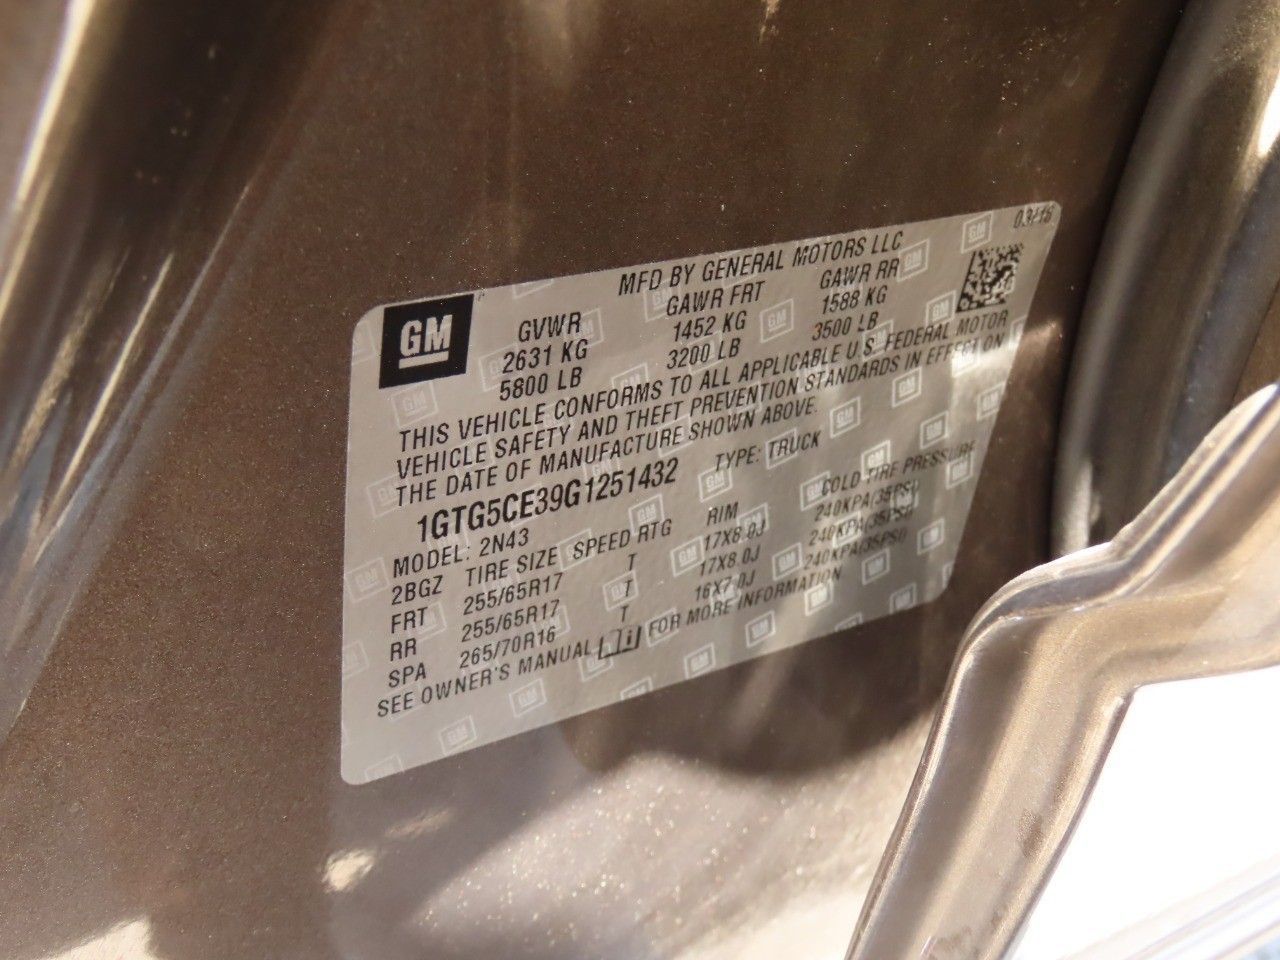 03/16
MFD BY GENERAL MOTORS LLC
GM
GVWR GAWR FRT GAWR RR
2631 KG 1452 KG 1588 KG
5800 LB 3200 LB 3500 LB
THIS VEHICLE CONFORMS TO ALL APPLICABLE U.S. FEDERAL MOTOR
VEHICLE SAFETY AND THEFT PREVENTION STANDARDS IN EFFECT ON
THE DATE OF MANUFACTURE SHOWN ABOVE.
1GTG5CE39G1251432 TYPE: TRUCK
MODEL: 2N43
2BGZ TIRE SIZE SPEED RTG RIM COLD TIRE PRESSURE
FRT 255/65R17 T 17X8.0J 240KPA(35PSI)
RR 255/65R17 T 17X8.0J 240KPA(35PSI)
SPA 265/70R16 T 16X7.0J 240KPA(35PSI)
SEE OWNER'S MANUAL FOR MORE INFORMATION